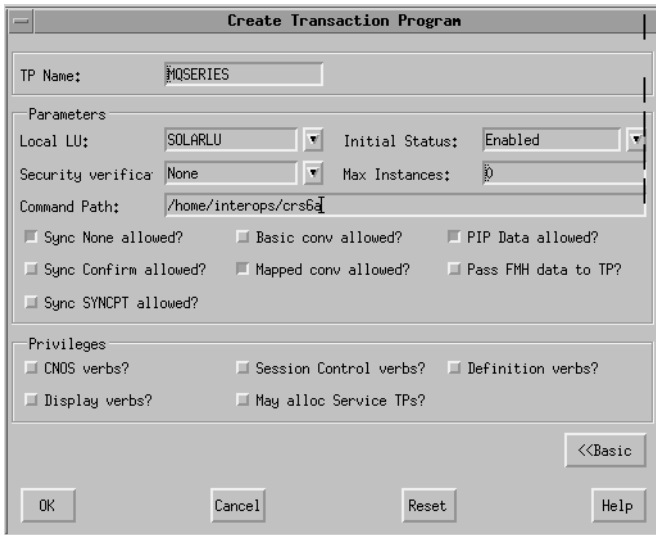 Create Transaction Program
TP Name: MQSERIES
Parameters
Local LU: SOLARLU Initial Status: Enabled
Security verifica None Max Instances: 0
Command Path: /home/interops/crs6a
Sync None allowed? Basic conv allowed? PIP Data allowed?
Sync Confirm allowed? Mapped conv allowed? Pass FMH data to TP?
Sync SYNCPT allowed?
Privileges
CNOS verbs? Session Control verbs? Definition verbs?
Display verbs? May alloc Service TPs?
<<Basic
OK Cancel Reset Help